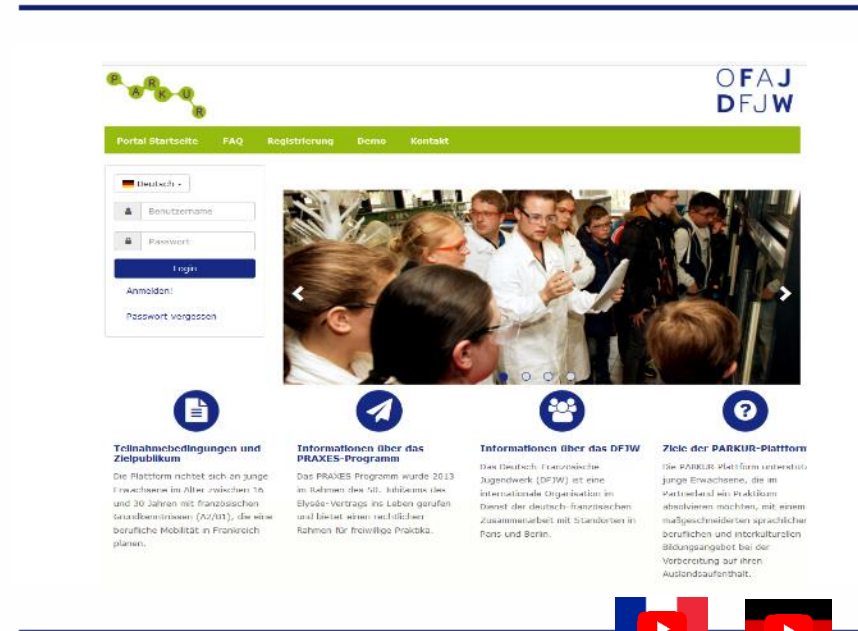 PARKUR
OFAJ
DFJW
Portal Startseite FAQ Registrierung Demo Kontakt
Deutsch
Benutzername
Passwort
Login
Anmelden!
Passwort vergessen
Teilnahmebedingungen und
Zielpublikum
Die Plattform richtet sich an junge
Erwachsene im Alter zwischen 16
und 30 Jahren mit französischen
Grundkenntnissen (A2/B1), die eine
berufliche Mobilität in Frankreich
planen.
Informationen über das
PRAXES-Programm
Das PRAXES Programm wurde 2013
im Rahmen des 50. Jubiläums des
Elysée-Vertrags ins Leben gerufen
und bietet einen rechtlichen
Rahmen für freiwillige Praktika.
Informationen über das DFJW
Das Deutsch Französische
Jugendwerk (DFJW) ist eine
internationale Organisation im
Dienst der deutsch-französischen
Zusammenarbeit mit Standorten in
Paris und Berlin.
Ziele der PARKUR-Plattform
Die PARKUR Plattform unterstütz
junge Erwachsene, die im
Partnerland ein Praktikum
absolvieren möchten, mit einem
maßgeschneiderten sprachlichen
beruflichen und interkulturellen
Bildungsangebot bei der
Vorbereitung auf ihren
Auslandsaufenthalt.